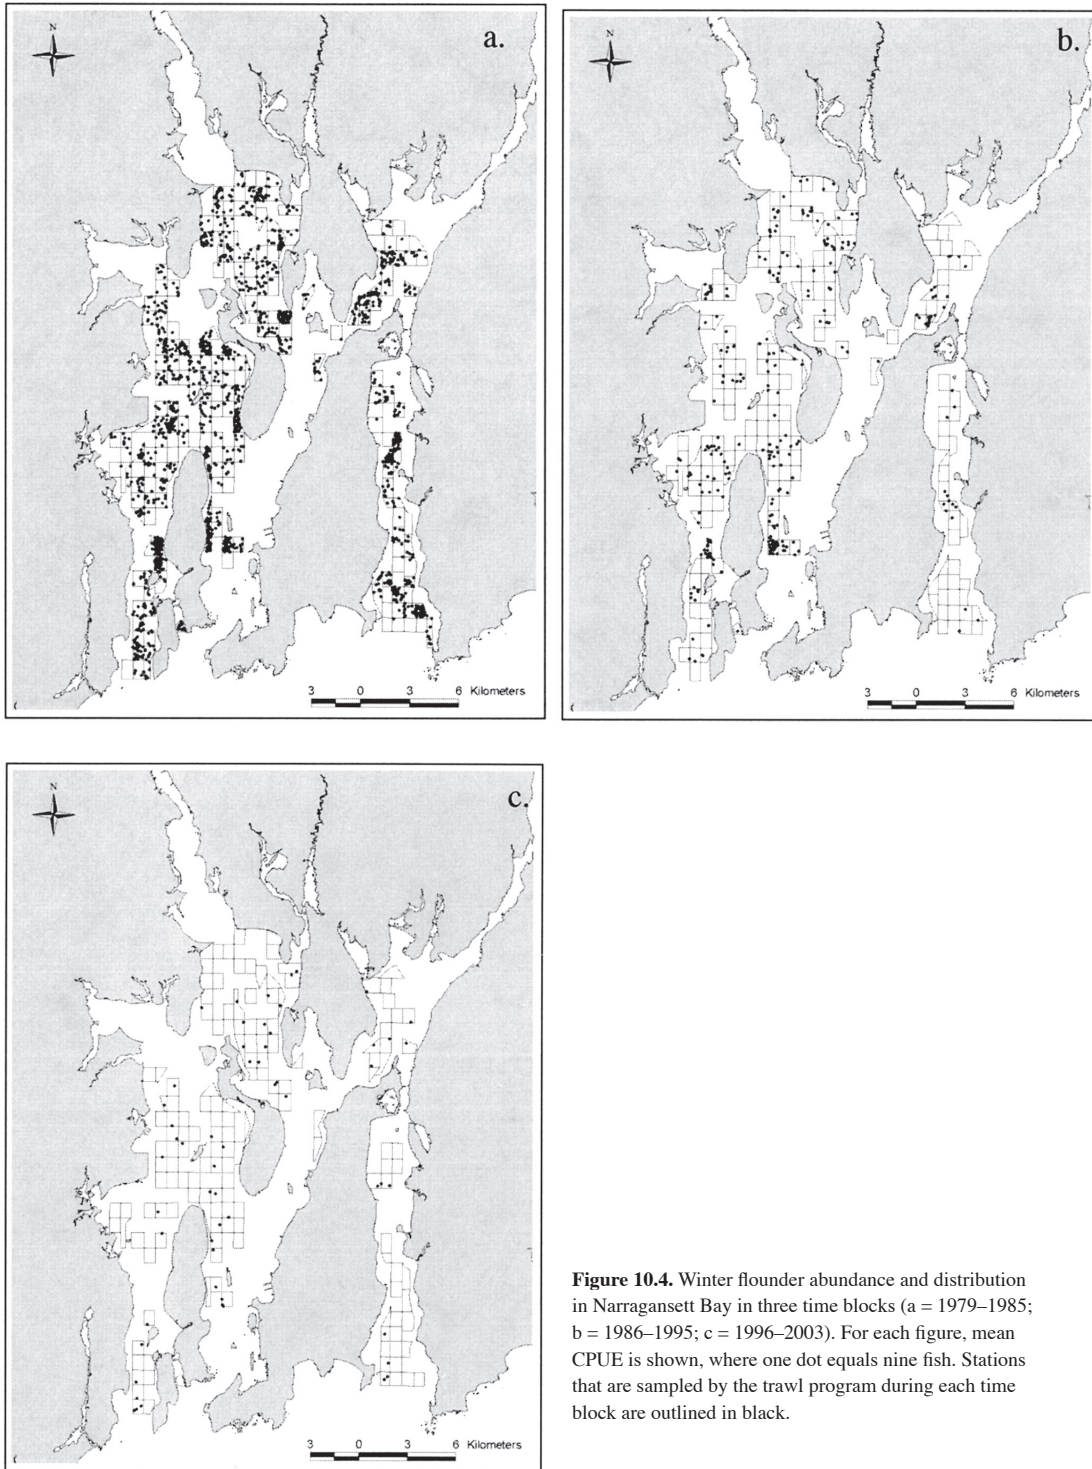 N
a.
3 0 3 6 Kilometers
N
b.
3 0 3 6 Kilometers
N
c.
3 0 3 6 Kilometers
Figure 10.4. Winter flounder abundance and distribution
in Narragansett Bay in three time blocks (a = 1979–1985;
b = 1986–1995; c = 1996–2003). For each figure, mean
CPUE is shown, where one dot equals nine fish. Stations
that are sampled by the trawl program during each time
block are outlined in black.